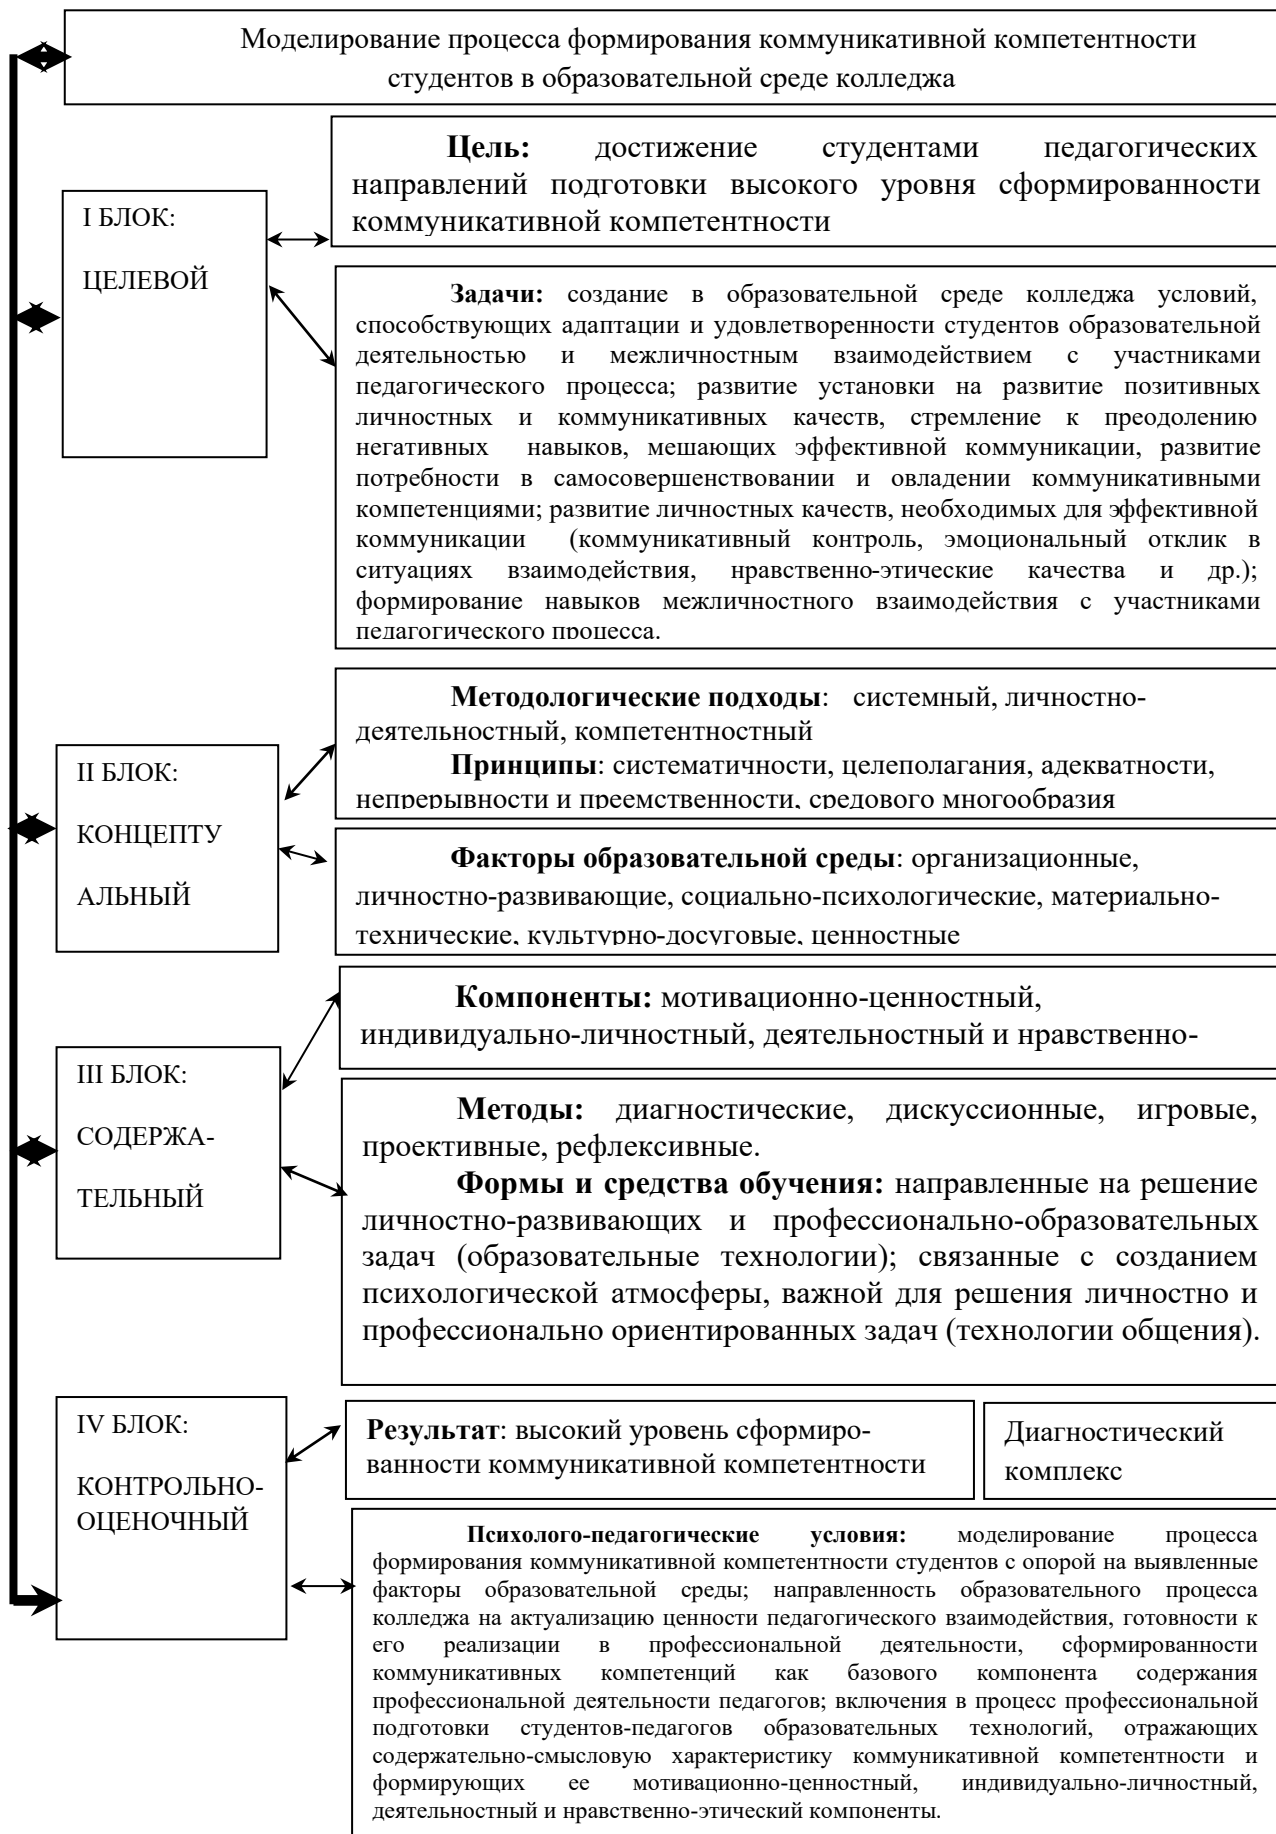 Моделирование процесса формирования коммуникативной компетентности
студентов в образовательной среде колледжа
I БЛОК:
ЦЕЛЕВОЙ
Цель: достижение студентами педагогических
направлений подготовки высокого уровня сформированности
коммуникативной компетентности
Задачи: создание в образовательной среде колледжа условий,
способствующих адаптации и удовлетворенности студентов образовательной
деятельностью и межличностным взаимодействием с участниками
педагогического процесса; развитие установки на развитие позитивных
личностных и коммуникативных качеств, стремление к преодолению
негативных навыков, мешающих эффективной коммуникации, развитие
потребности в самосовершенствовании и овладении коммуникативными
компетенциями; развитие личностных качеств, необходимых для эффективной
коммуникации (коммуникативный контроль, эмоциональный отклик в
ситуациях взаимодействия, нравственно-этические качества и др.);
формирование навыков межличностного взаимодействия с участниками
педагогического процесса.
II БЛОК:
КОНЦЕПТУ
АЛЬНЫЙ
Методологические подходы: системный, личностно-
деятельностный, компетентностный
Принципы: систематичности, целеполагания, адекватности,
непрерывности и преемственности, средового многообразия
Факторы образовательной среды: организационные,
личностно-развивающие, социально-психологические, материально-
технические, культурно-досуговые, ценностные
III БЛОК:
СОДЕРЖА-
ТЕЛЬНЫЙ
Компоненты: мотивационно-ценностный,
индивидуально-личностный, деятельностный и нравственно-
Методы: диагностические, дискуссионные, игровые,
проективные, рефлексивные.
Формы и средства обучения: направленные на решение
личностно-развивающих и профессионально-образовательных
задач (образовательные технологии); связанные с созданием
психологической атмосферы, важной для решения личностно и
профессионально ориентированных задач (технологии общения).
IV БЛОК:
КОНТРОЛЬНО-
ОЦЕНОЧНЫЙ
Результат: высокий уровень сформиро-
ванности коммуникативной компетентности
Диагностический
комплекс
Психолого-педагогические условия: моделирование процесса
формирования коммуникативной компетентности студентов с опорой на выявленные
факторы образовательной среды; направленность образовательного процесса
колледжа на актуализацию ценности педагогического взаимодействия, готовности к
его реализации в профессиональной деятельности, сформированности
коммуникативных компетенций как базового компонента содержания
профессиональной деятельности педагогов; включения в процесс профессиональной
подготовки студентов-педагогов образовательных технологий, отражающих
содержательно-смысловую характеристику коммуникативной компетентности и
формирующих ее мотивационно-ценностный, индивидуально-личностный,
деятельностный и нравственно-этический компоненты.